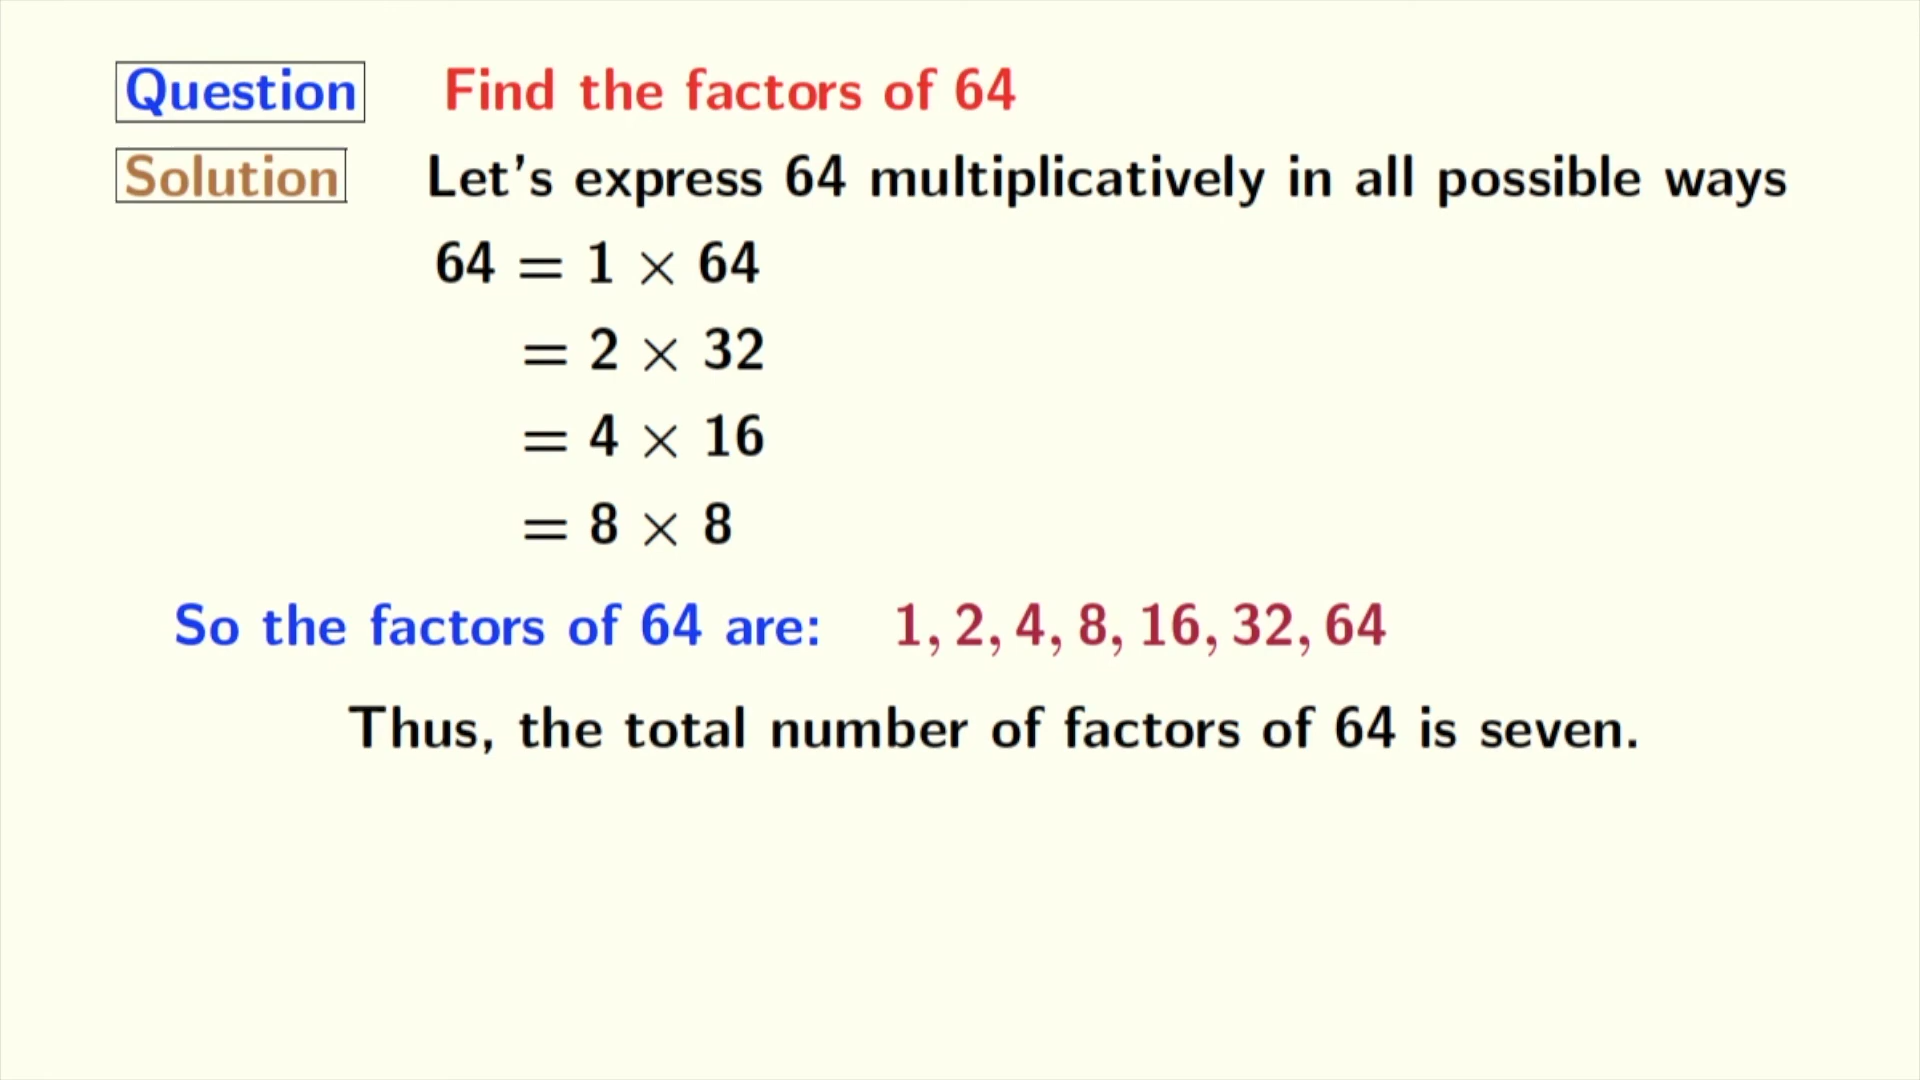 Question Find the factors of 64
Solution Let's express 64 multiplicatively in all possible ways
64 = 1 × 64
= 2 × 32
= 4 × 16
= 8 × 8
So the factors of 64 are: 1, 2, 4, 8, 16, 32, 64
Thus, the total number of factors of 64 is seven.